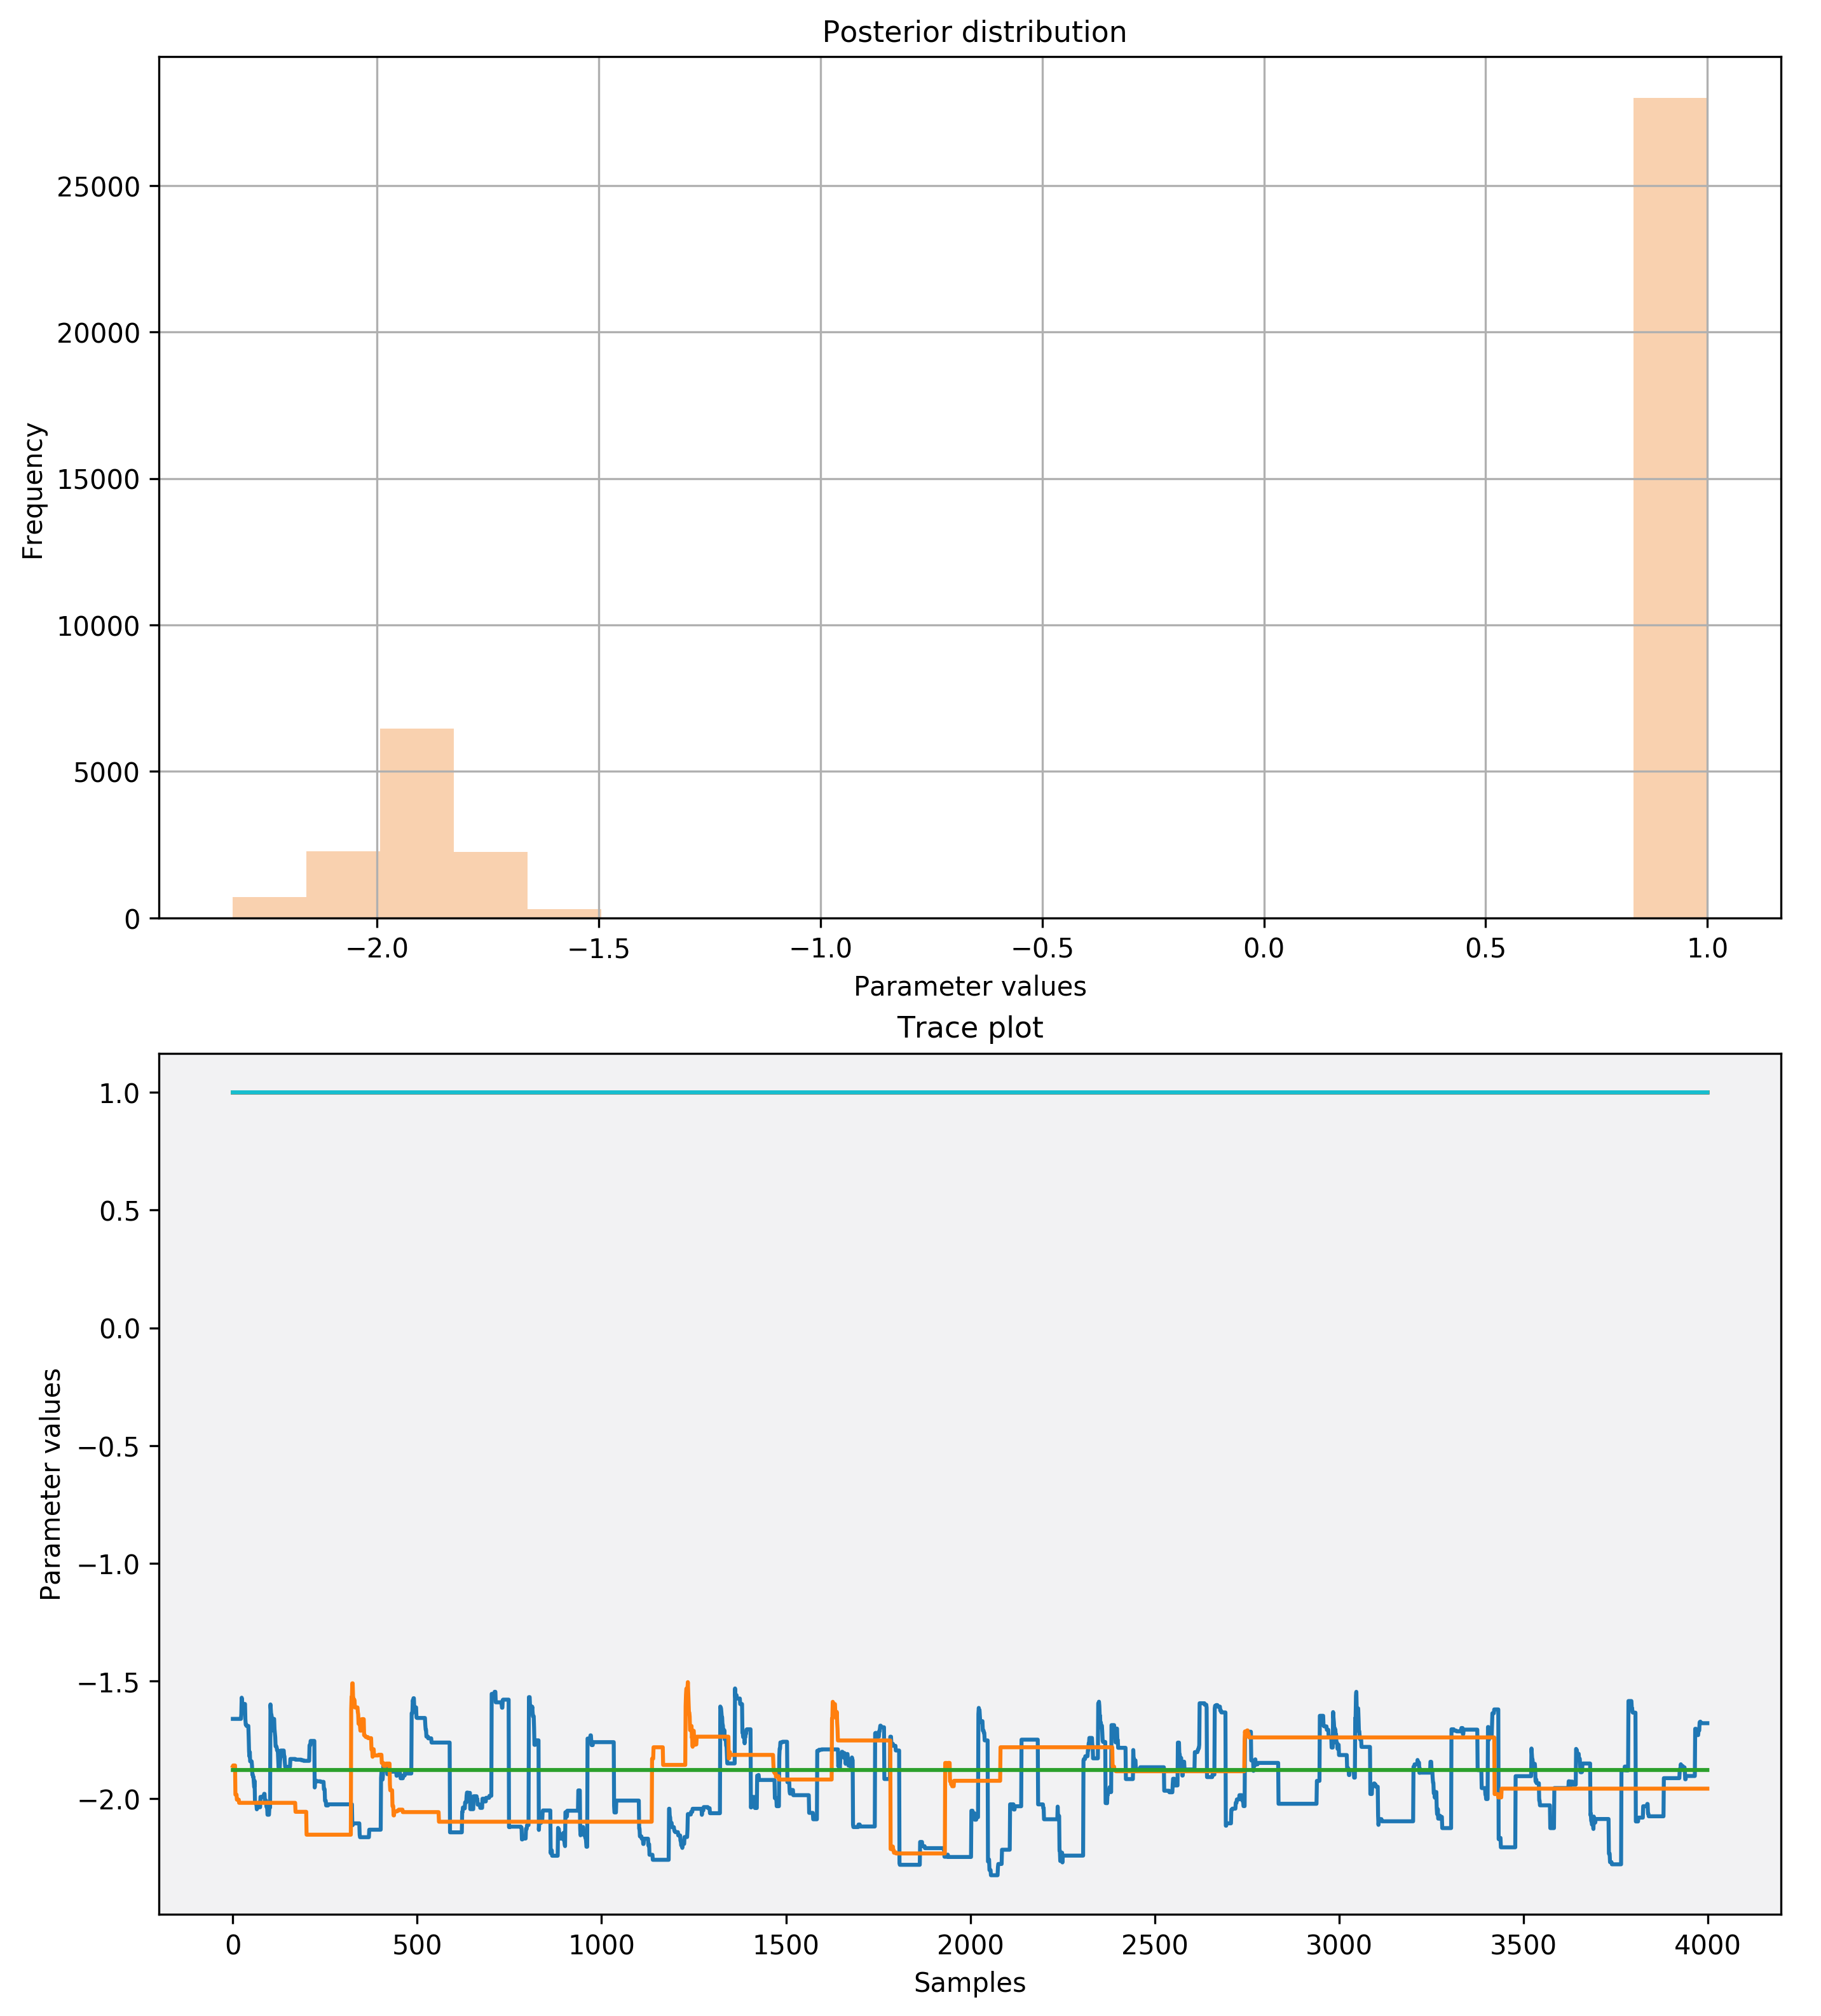 Posterior distribution
25000
20000
15000
10000
5000
0
Frequency
−2.0 −1.5 −1.0 −0.5 0.0 0.5 1.0
Parameter values
Trace plot
1.0
0.5
0.0
−0.5
−1.0
−1.5
−2.0
Parameter values
0 500 1000 1500 2000 2500 3000 3500 4000
Samples